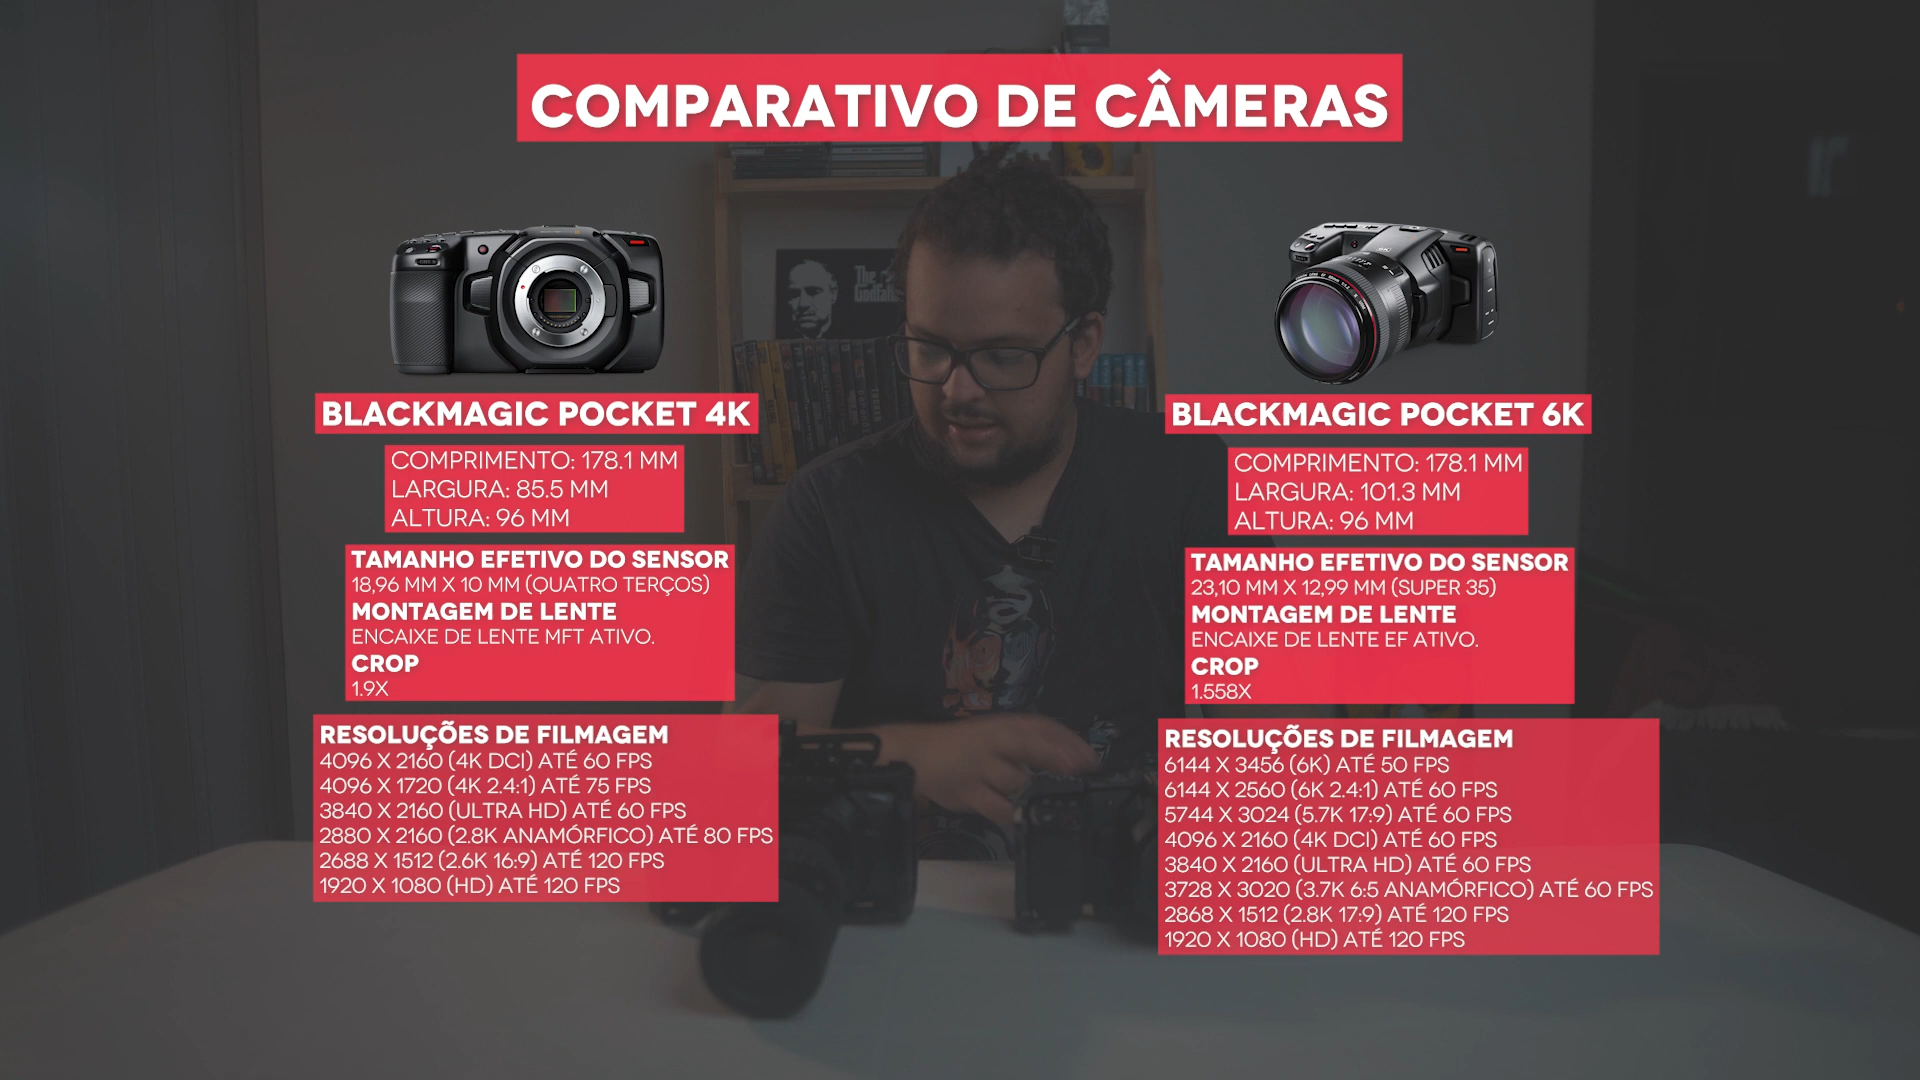 COMPARATIVO DE CÂMERAS
The
Godfather
BLACKMAGIC POCKET 4K
COMPRIMENTO: 178.1 MM
LARGURA: 85.5 MM
ALTURA: 96 MM
TAMANHO EFETIVO DO SENSOR
18,96 MM X 10 MM (QUATRO TERÇOS)
MONTAGEM DE LENTE
ENCAIXE DE LENTE MFT ATIVO.
CROP
1.9X
RESOLUÇÕES DE FILMAGEM
4096 X 2160 (4K DCI) ATÉ 60 FPS
4096 X 1720 (4K 2.4:1) ATÉ 75 FPS
3840 X 2160 (ULTRA HD) ATÉ 60 FPS
2880 X 2160 (2.8K ANAMÓRFICO) ATÉ 80 FPS
2688 X 1512 (2.6K 16:9) ATÉ 120 FPS
1920 X 1080 (HD) ATÉ 120 FPS
BLACKMAGIC POCKET 6K
COMPRIMENTO: 178.1 MM
LARGURA: 101.3 MM
ALTURA: 96 MM
TAMANHO EFETIVO DO SENSOR
23,10 MM X 12,99 MM (SUPER 35)
MONTAGEM DE LENTE
ENCAIXE DE LENTE EF ATIVO.
CROP
1.558X
RESOLUÇÕES DE FILMAGEM
6144 X 3456 (6K) ATÉ 50 FPS
6144 X 2560 (6K 2.4:1) ATÉ 60 FPS
5744 X 3024 (5.7K 17:9) ATÉ 60 FPS
4096 X 2160 (4K DCI) ATÉ 60 FPS
3840 X 2160 (ULTRA HD) ATÉ 60 FPS
3728 X 3020 (3.7K 6:5 ANAMÓRFICO) ATÉ 60 FPS
2868 X 1512 (2.8K 17:9) ATÉ 120 FPS
1920 X 1080 (HD) ATÉ 120 FPS